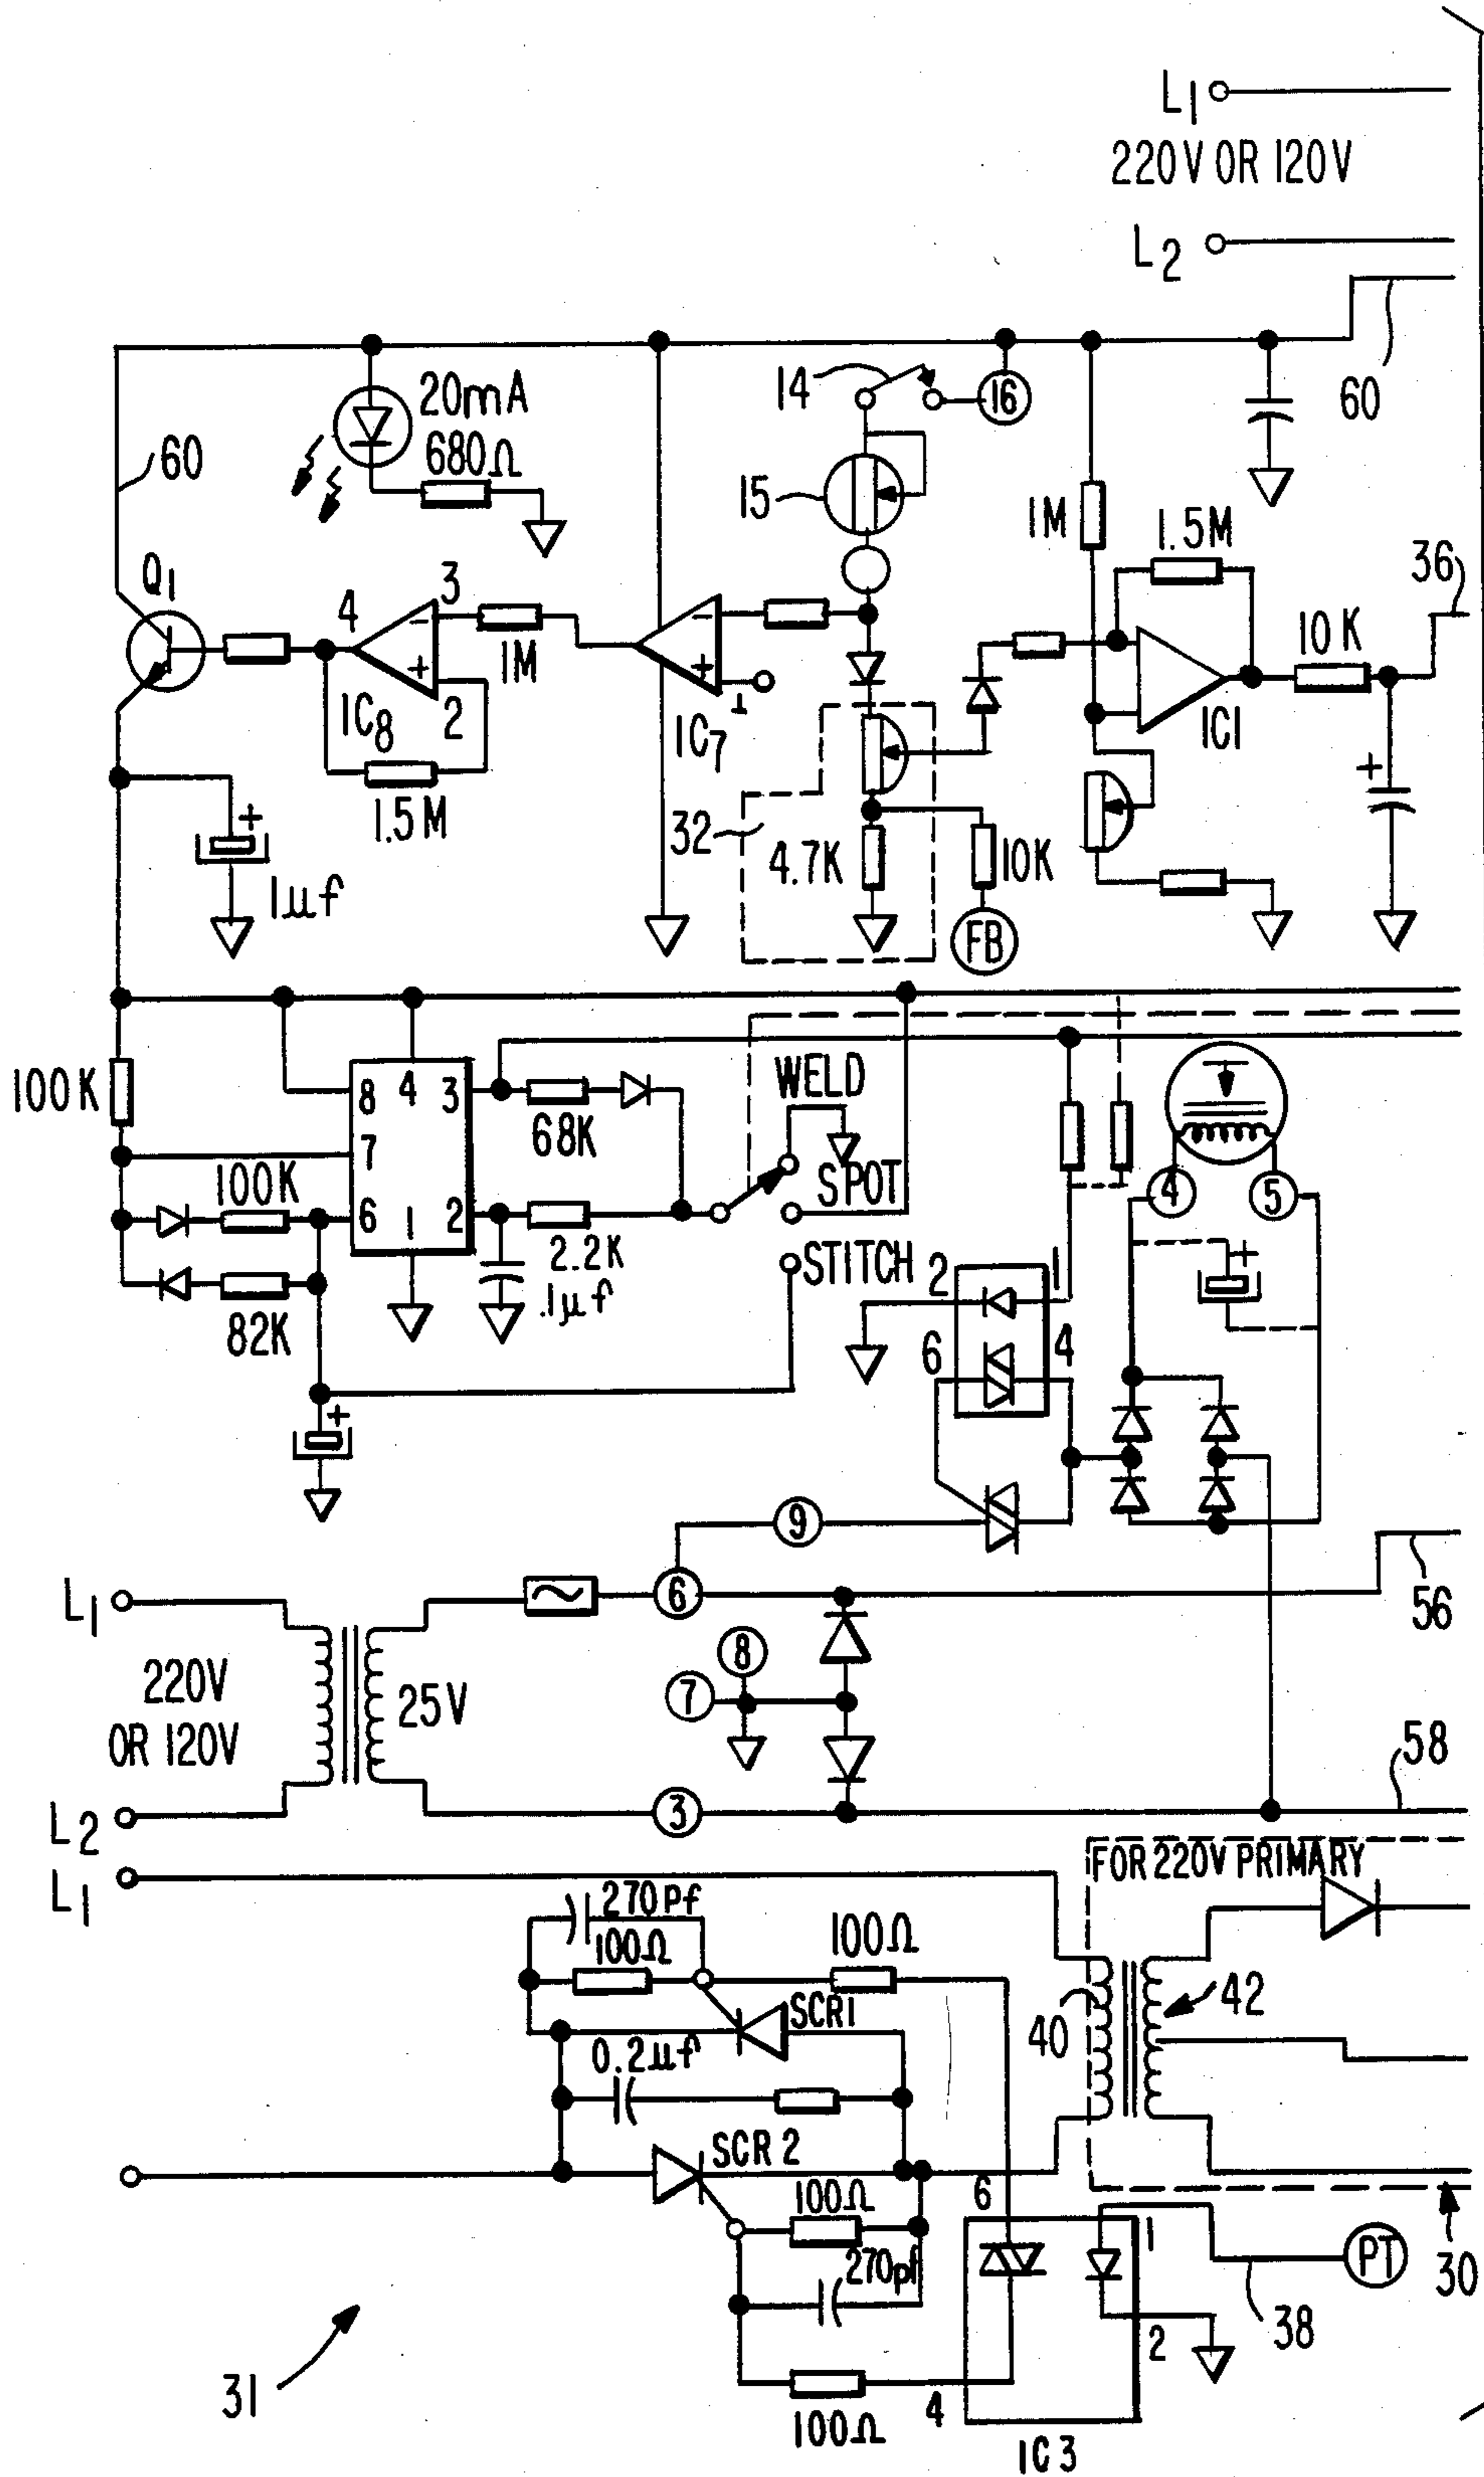 L1
220V OR 120V
L2
60
14
16
20mA
680Ω
60
15
1M
1.5M
36
Q1
4
3
1M
10K
IC8
2
IC7
1
IC1
+
1.5M
32
4.7K
10K
FB
+
1µf
100K
8
4
3
68K
WELD
7
100K
SPOT
4
5
6
1
2
2.2K
.1µf
STITCH
2
1
+
82K
6
4
+
9
L1
6
56
220V
OR 120V
25V
8
7
58
L2
3
L1
FOR 220V PRIMARY
270Pf
100Ω
100Ω
SCR1
40
42
0.2µf
SCR2
6
100Ω
1
270pf
PT
30
31
38
2
4
100Ω
IC3